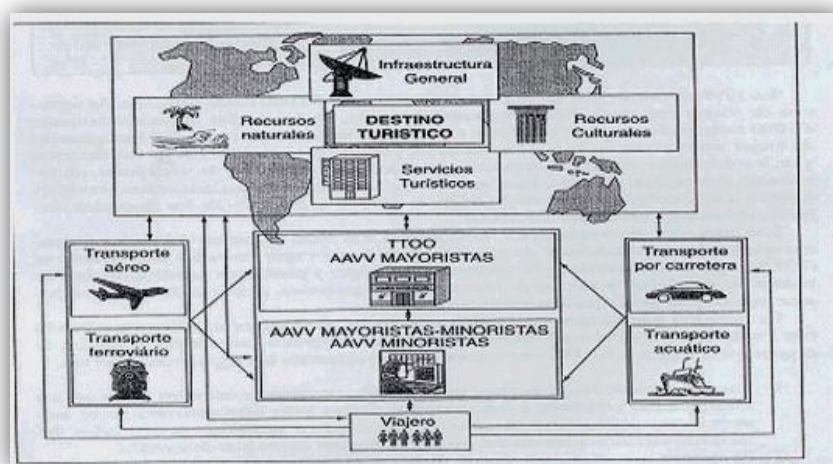 Infraestructura
General
Recursos
naturales
DESTINO
TURISTICO
Recursos
Culturales
Servicios
Turísticos
Transporte
aéreo
TTOO
AAVV MAYORISTAS
Transporte
por carretera
Transporte
ferroviário
AAVV MAYORISTAS-MINORISTAS
AAVV MINORISTAS
Transporte
acuático
Viajero